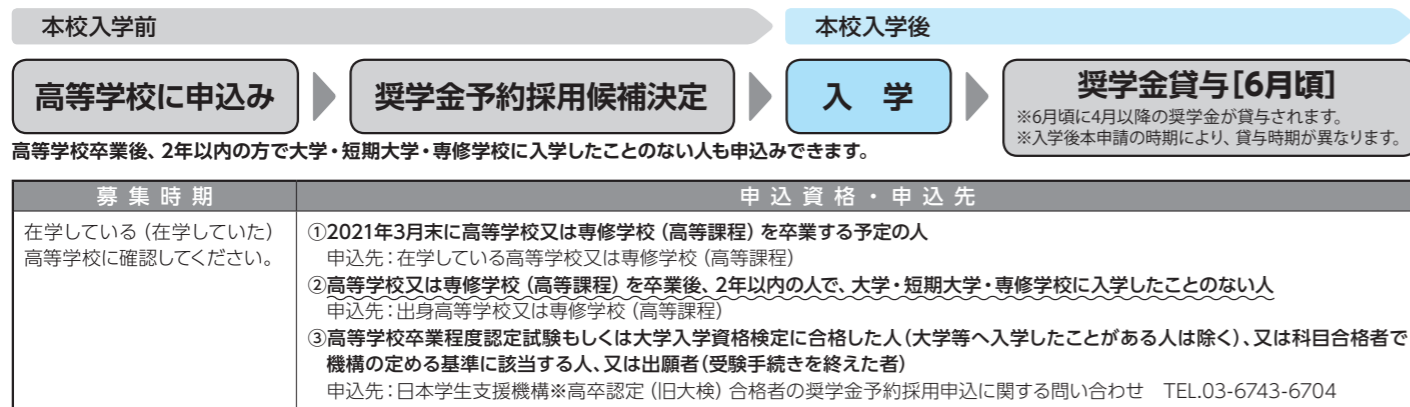 本校入学前
本校入学後
高等学校に申込み
奨学金予約採用候補決定
入 学
奨学金貸与[6月頃]
※6月頃に4月以降の奨学金が貸与されます。
※入学後本申請の時期により、貸与時期が異なります。
高等学校卒業後、2年以内の方で大学・短期大学・専修学校に入学したことのない人も申込みできます。
募集時期
申込資格・申込先
在学している（在学していた）
高等学校に確認してください。
①2021年3月末に高等学校又は専修学校（高等課程）を卒業する予定の人
申込先：在学している高等学校又は専修学校（高等課程）
②高等学校又は専修学校（高等課程）を卒業後、2年以内の人で、大学・短期大学・専修学校に入学したことのない人
申込先：出身高等学校又は専修学校（高等課程）
③高等学校卒業程度認定試験もしくは大学入学資格検定に合格した人（大学等へ入学したことがある人は除く）、又は科目合格者で
機構の定める基準に該当する人、又は出願者（受験手続きを終えた者）
申込先：日本学生支援機構※高卒認定（旧大検）合格者の奨学金予約採用申込に関する問い合わせ TEL.03-6743-6704